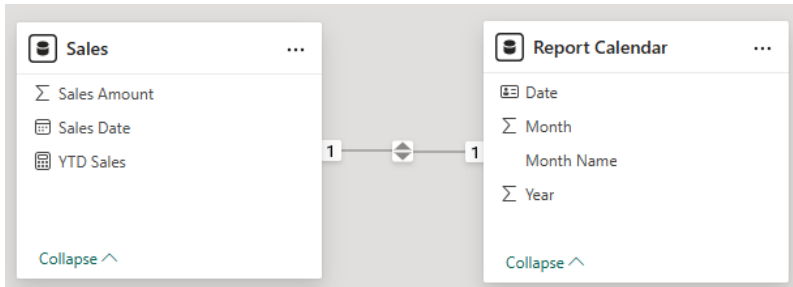 Sales
...
Sales Amount
Sales Date
YTD Sales
Collapse
1
1
Report Calendar
...
Date
Month
Month Name
Year
Collapse